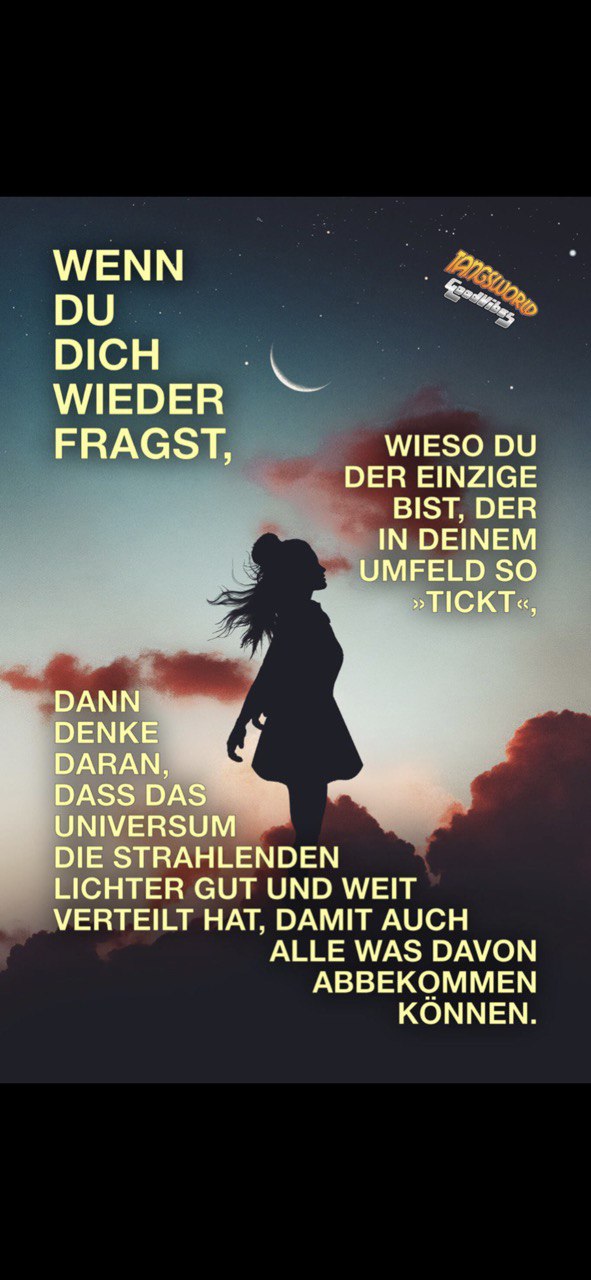 WENN
DU
DICH
WIEDER
FRAGST,
TANGSWORLD
GoodVibes
WIESO DU
DER EINZIGE
BIST, DER
IN DEINEM
UMFELD SO
»TICKT«,
DANN
DENKE
DARAN,
DASS DAS
UNIVERSUM
DIE STRAHLENDEN
LICHTER GUT UND WEIT
VERTEILT HAT, DAMIT AUCH
ALLE WAS DAVON
ABBEKOMMEN
KÖNNEN.